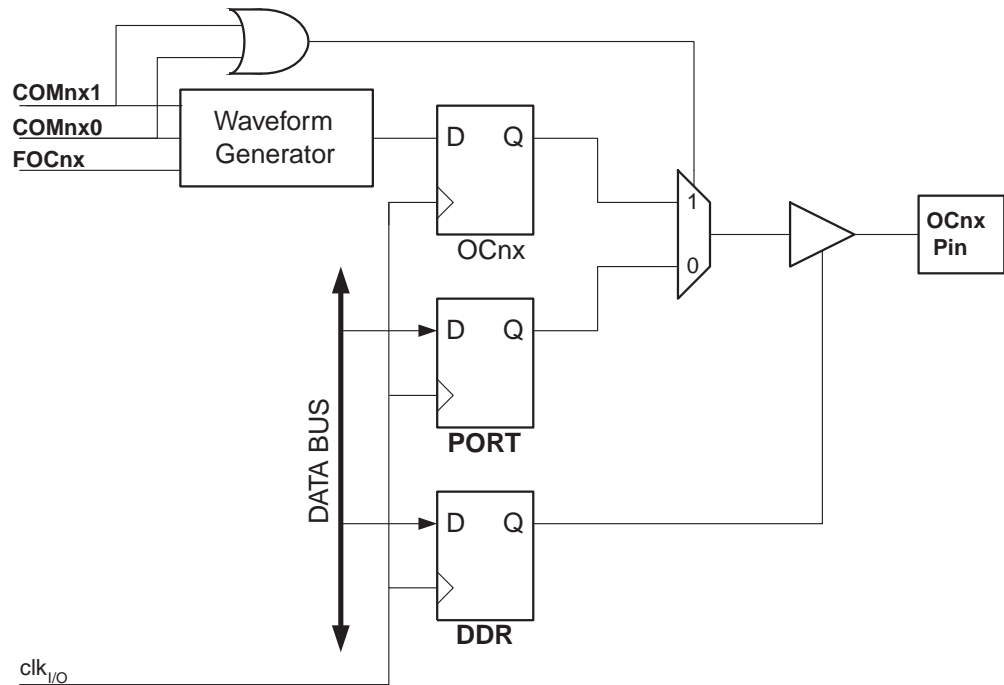 COMnx1
COMnx0
FOCnx
Waveform
Generator
D Q
OCnx
1
0
OCnx
Pin
D Q
PORT
DATA BUS
D Q
DDR
clkI/O